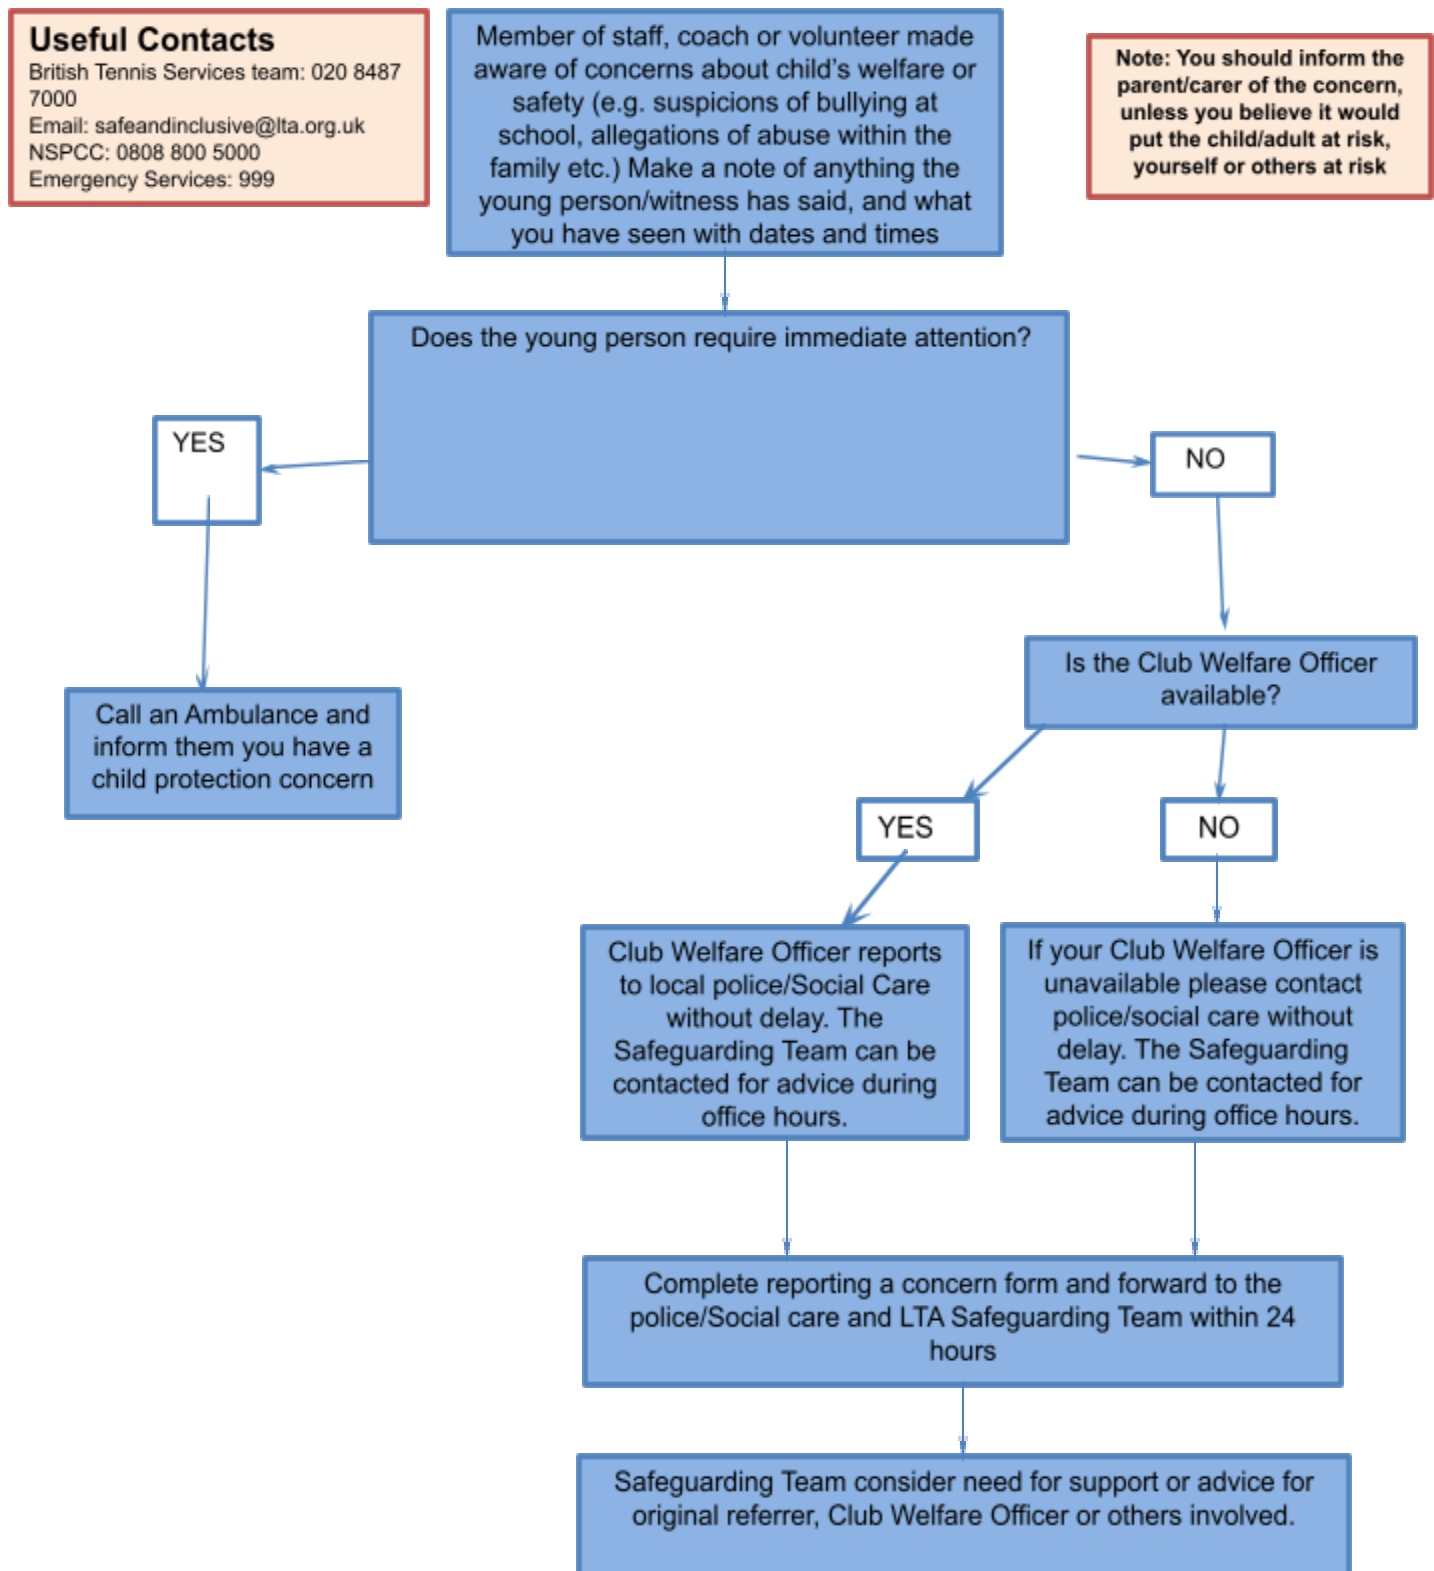 Useful Contacts
British Tennis Services team: 020 8487
7000
Email: safeandinclusive@lta.org.uk
NSPCC: 0808 800 5000
Emergency Services: 999
Member of staff, coach or volunteer made
aware of concerns about child’s welfare or
safety (e.g. suspicions of bullying at
school, allegations of abuse within the
family etc.) Make a note of anything the
young person/witness has said, and what
you have seen with dates and times
Note: You should inform the
parent/carer of the concern,
unless you believe it would
put the child/adult at risk,
yourself or others at risk
Does the young person require immediate attention?
YES
NO
Call an Ambulance and
inform them you have a
child protection concern
Is the Club Welfare Officer
available?
YES
NO
Club Welfare Officer reports
to local police/Social Care
without delay. The
Safeguarding Team can be
contacted for advice during
office hours.
If your Club Welfare Officer is
unavailable please contact
police/social care without
delay. The Safeguarding
Team can be contacted for
advice during office hours.
Complete reporting a concern form and forward to the
police/Social care and LTA Safeguarding Team within 24
hours
Safeguarding Team consider need for support or advice for
original referrer, Club Welfare Officer or others involved.